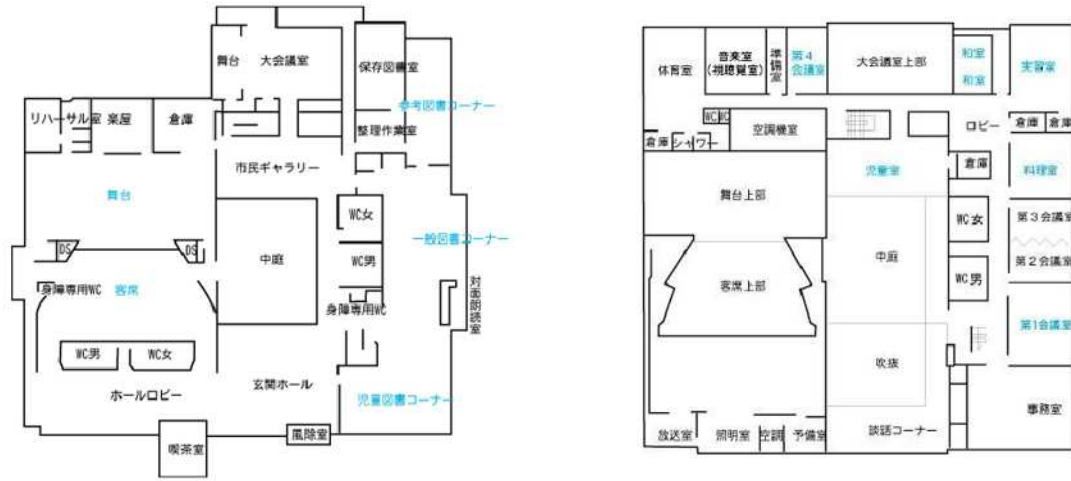 舞台
大会議室
保存図書室
参考図書コーナー
リハーサル室
楽屋
倉庫
整理作業室
市民ギャラリー
舞台
WC女
一般図書コーナー
DS
DS
中庭
WC男
身障専用WC
客席
身障専用WC
対面朗読室
WC男
WC女
ホールロビー
玄関ホール
児童図書コーナー
風除室
喫茶室
体育室
音楽室
(視聴覚室)
準備室
第4
会議室
大会議室上部
和室
和室
実習室
WC
WC
空調機室
ロビー
倉庫
倉庫
倉庫
シャワー
児童室
倉庫
料理室
舞台上部
WC女
第3会議室
中庭
第2会議室
WC男
客席上部
第1会議室
吹抜
事務室
放送室
照明室
空調
予備室
談話コーナー